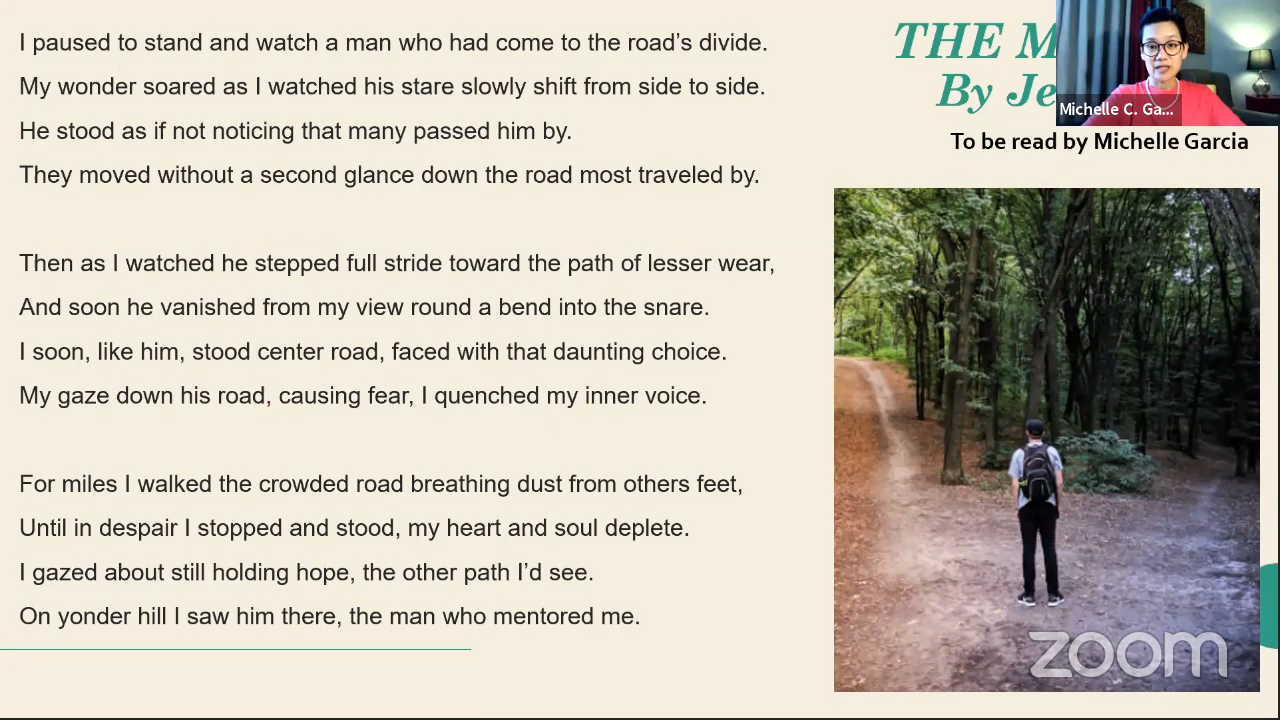 I paused to stand and watch a man who had come to the road’s divide.
My wonder soared as I watched his stare slowly shift from side to side.
He stood as if not noticing that many passed him by.
They moved without a second glance down the road most traveled by.
Then as I watched he stepped full stride toward the path of lesser wear,
And soon he vanished from my view round a bend into the snare.
I soon, like him, stood center road, faced with that daunting choice.
My gaze down his road, causing fear, I quenched my inner voice.
For miles I walked the crowded road breathing dust from others feet,
Until in despair I stopped and stood, my heart and soul deplete.
I gazed about still holding hope, the other path I’d see.
On yonder hill I saw him there, the man who mentored me.
THE M
By Je
Michelle C. Ga...
To be read by Michelle Garcia
zoom